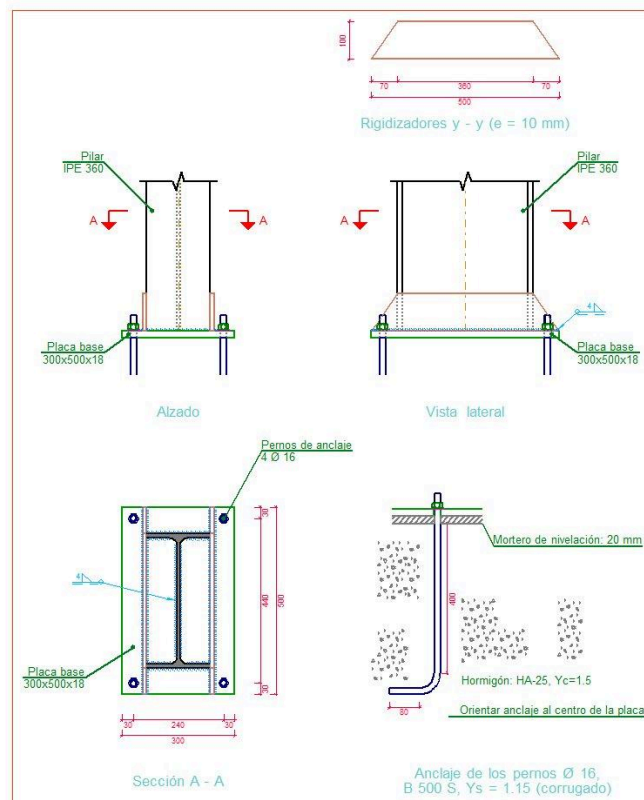 100
70
360
70
500
Rigidizadores y - y (e = 10 mm)
Pilar
IPE 360
Pilar
IPE 360
A
A
A
A
4
Placa base
300x500x18
Placa base
300x500x18
Alzado
Vista lateral
Pernos de anclaje
4 Ø 16
30
440
500
30
4
Placa base
300x500x18
30
240
30
300
Sección A - A
Mortero de nivelación: 20 mm
400
Hormigón: HA-25, Yc=1.5
80
Orientar anclaje al centro de la placa
Anclaje de los pernos Ø 16,
B 500 S, Ys = 1.15 (corrugado)